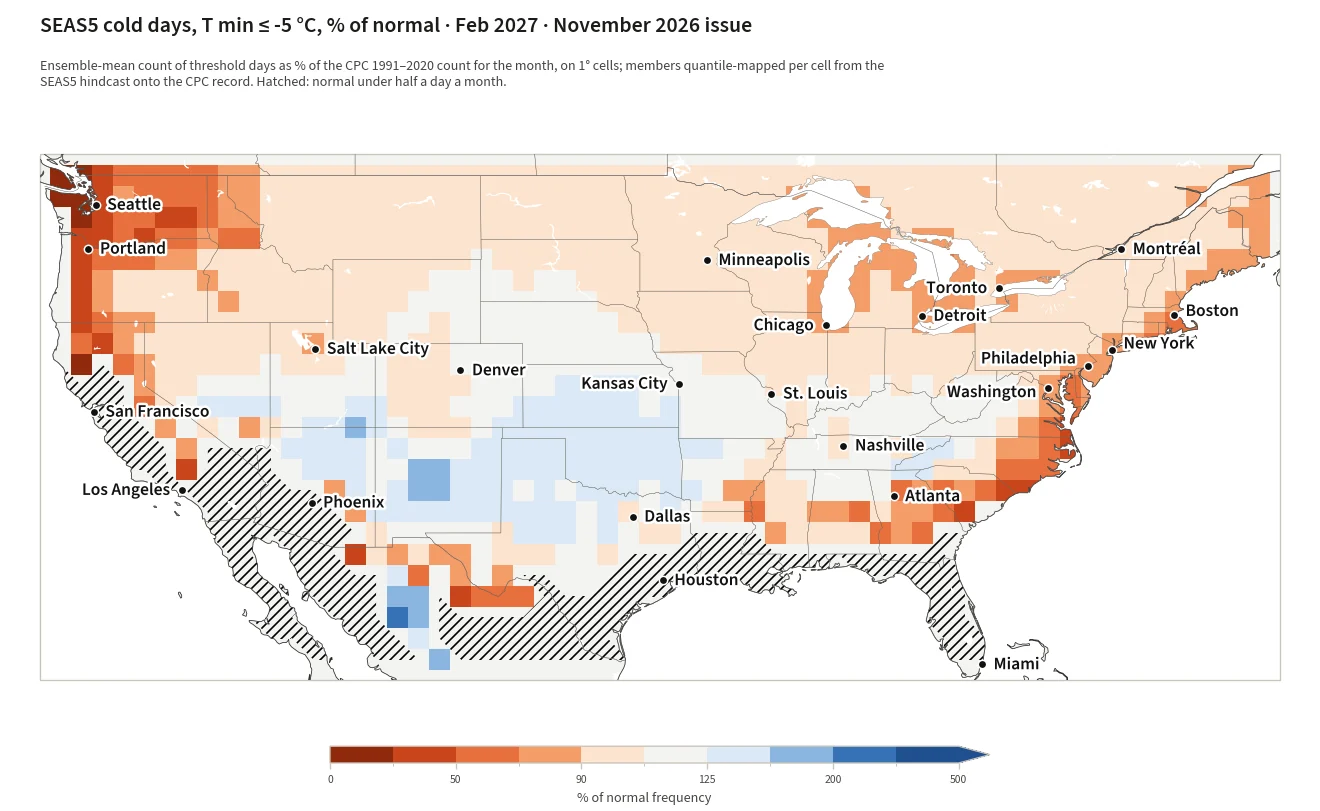 SEAS5 cold days, T min ≤ -5 °C, % of normal · Feb 2027 · November 2026 issue
Ensemble-mean count of threshold days as % of the CPC 1991–2020 count for the month, on 1° cells; members quantile-mapped per cell from the
SEAS5 hindcast onto the CPC record. Hatched: normal under half a day a month.
Seattle
Portland
Montréal
Minneapolis
Toronto
Boston
Detroit
Chicago
New York
Salt Lake City
Philadelphia
Denver
Kansas City
St. Louis
Washington
San Francisco
Nashville
Los Angeles
Phoenix
Atlanta
Dallas
Houston
Miami
0 50 90 125 200 500
% of normal frequency